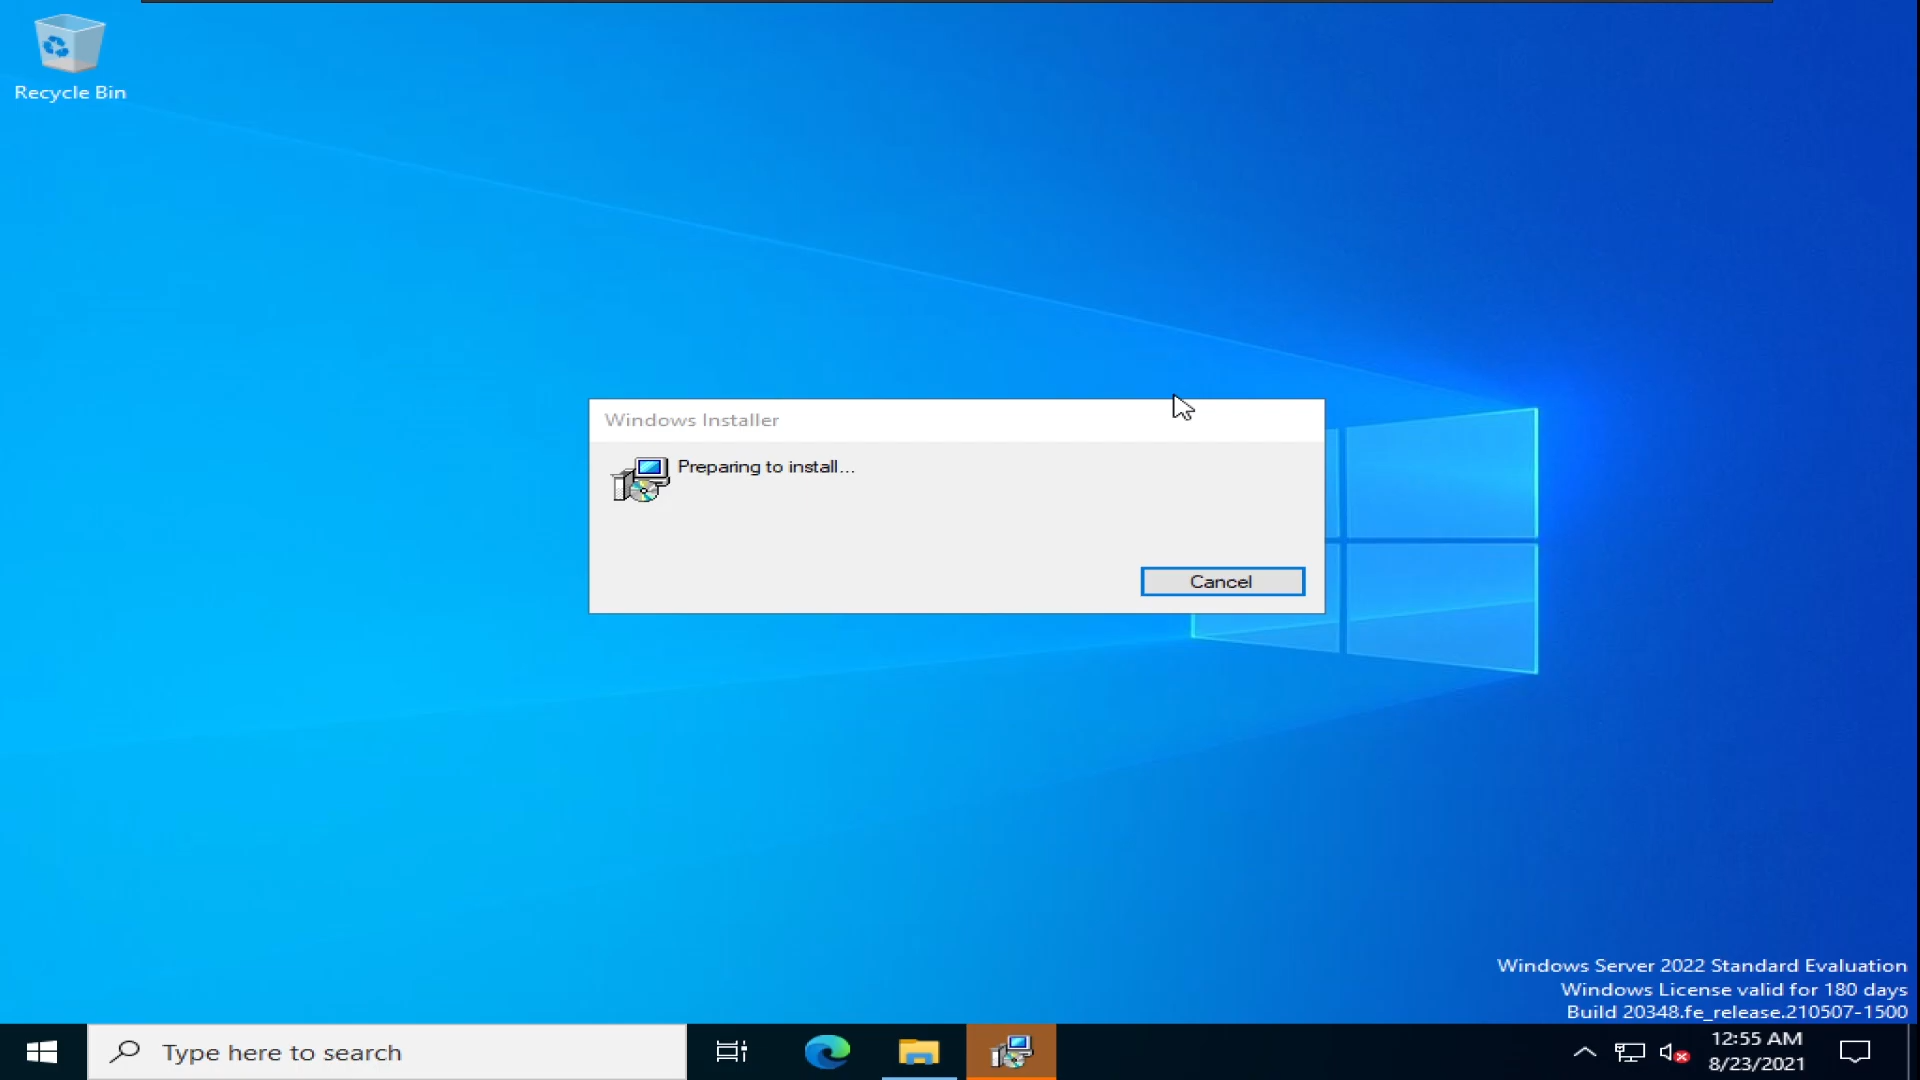 Recycle Bin
Windows Installer
Preparing to install...
Cancel
Windows Server 2022 Standard Evaluation
Windows License valid for 180 days
Build 20348.fe_release.210507-1500
Type here to search
12:55 AM
8/23/2021